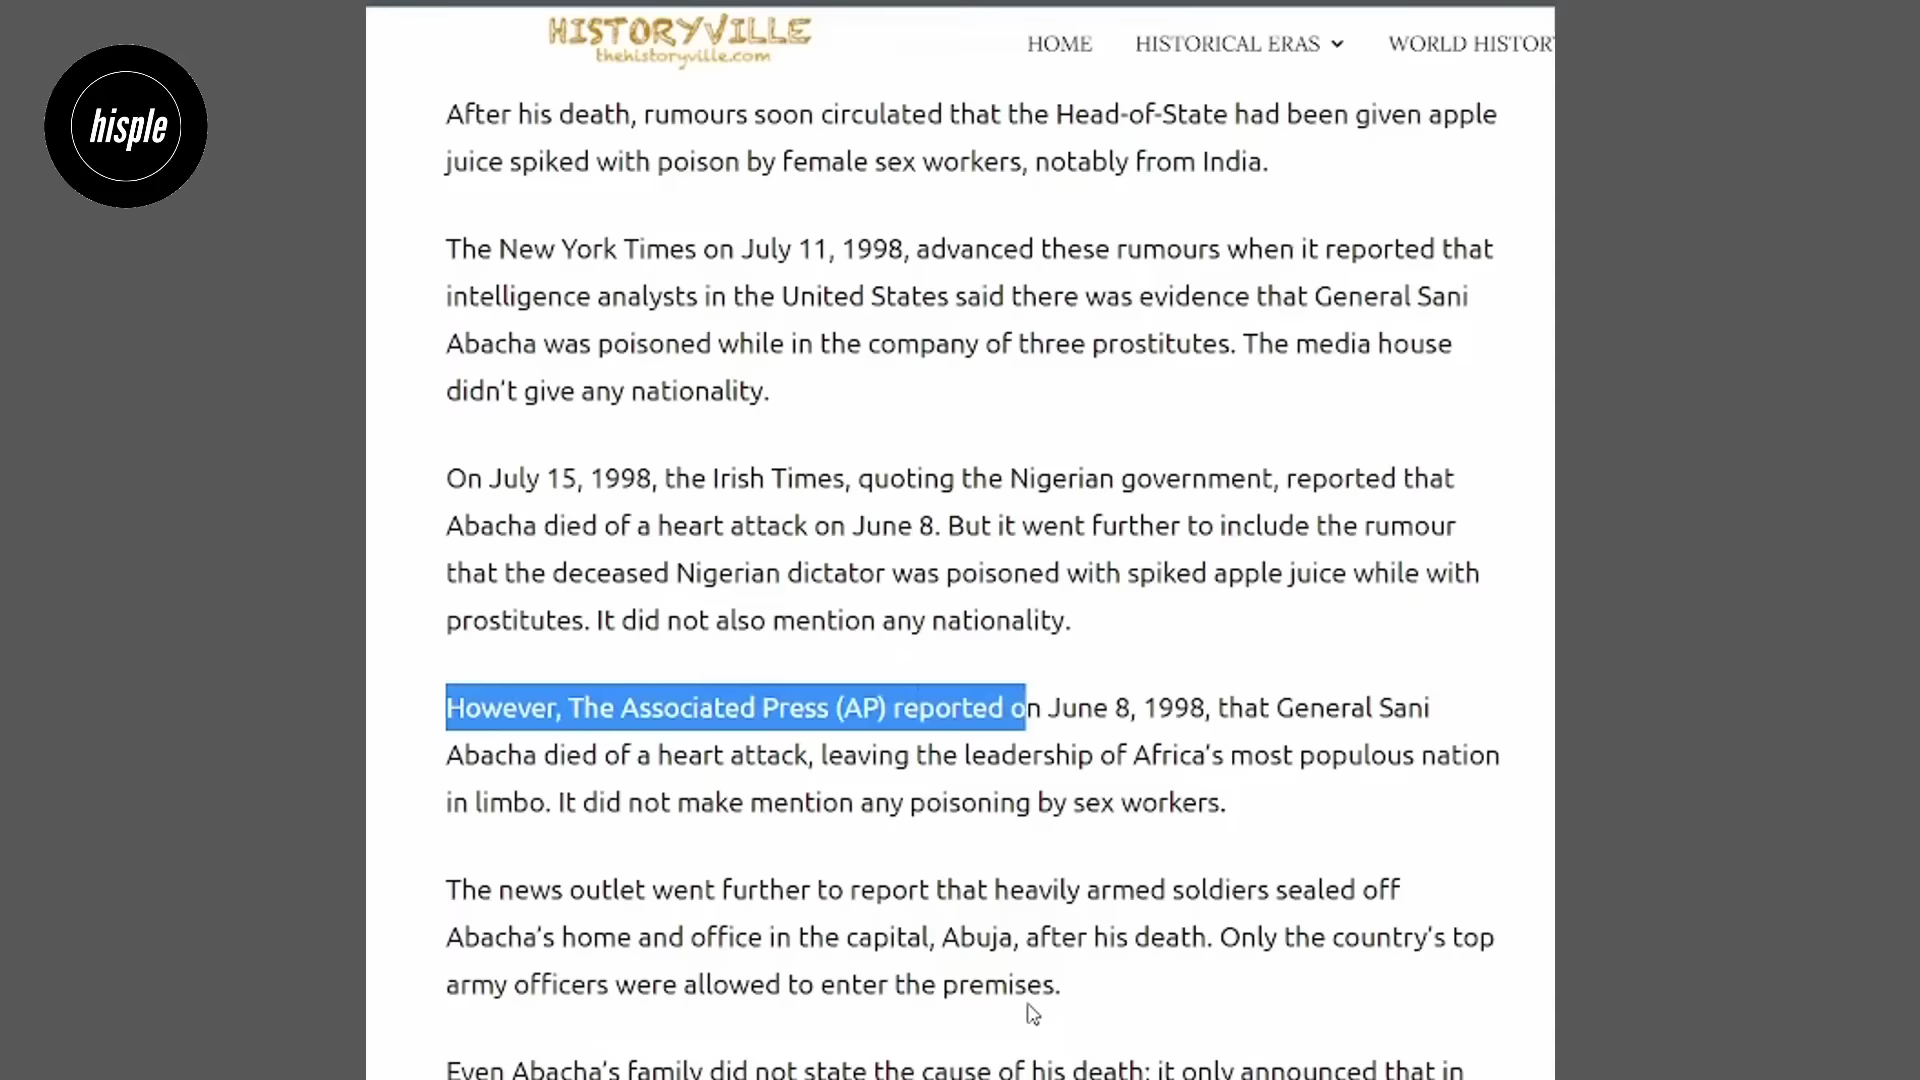 HISTORYVILLE
thehistoryville.com
HOME
HISTORICAL ERAS
WORLD HISTORY
hisple
After his death, rumours soon circulated that the Head-of-State had been given apple
juice spiked with poison by female sex workers, notably from India.
The New York Times on July 11, 1998, advanced these rumours when it reported that
intelligence analysts in the United States said there was evidence that General Sani
Abacha was poisoned while in the company of three prostitutes. The media house
didn't give any nationality.
On July 15, 1998, the Irish Times, quoting the Nigerian government, reported that
Abacha died of a heart attack on June 8. But it went further to include the rumour
that the deceased Nigerian dictator was poisoned with spiked apple juice while with
prostitutes. It did not also mention any nationality.
However, The Associated Press (AP) reported on June 8, 1998, that General Sani
Abacha died of a heart attack, leaving the leadership of Africa's most populous nation
in limbo. It did not make mention any poisoning by sex workers.
The news outlet went further to report that heavily armed soldiers sealed off
Abacha's home and office in the capital, Abuja, after his death. Only the country's top
army officers were allowed to enter the premises.
Even Abacha's family did not state the cause of his death; it only announced that in